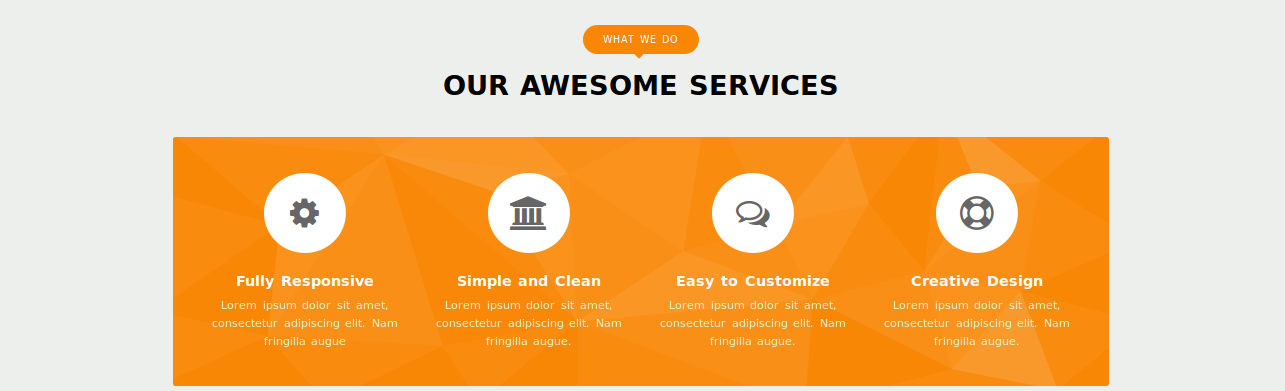 WHAT WE DO
OUR AWESOME SERVICES
Fully Responsive
Lorem ipsum dolor sit amet,
consectetur adipiscing elit. Nam
fringilla augue
Simple and Clean
Lorem ipsum dolor sit amet,
consectetur adipiscing elit. Nam
fringilla augue.
Easy to Customize
Lorem ipsum dolor sit amet,
consectetur adipiscing elit. Nam
fringilla augue.
Creative Design
Lorem ipsum dolor sit amet,
consectetur adipiscing elit. Nam
fringilla augue.